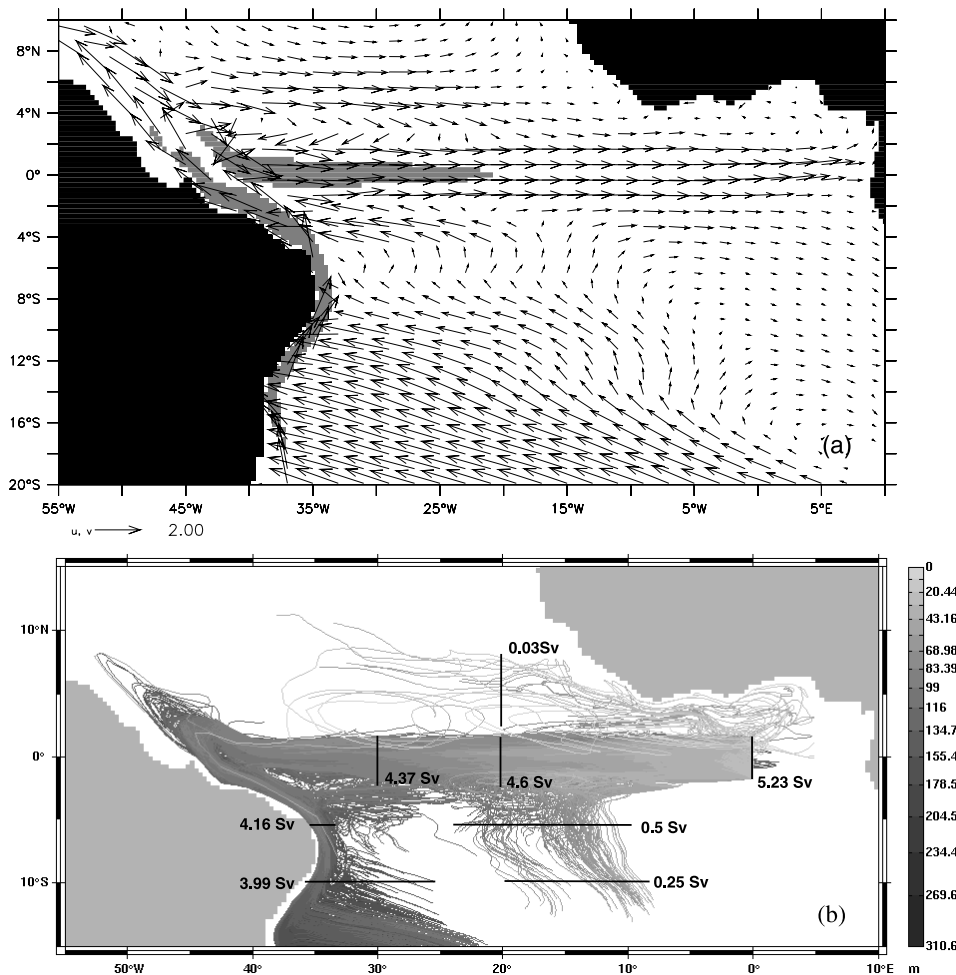 8°N
4°N
0°
4°S
8°S
12°S
16°S
20°S
(a)
55°W 45°W 35°W 25°W 15°W 5°W 5°E
u, v 2.00
10°N
0°
10°S
0.03Sv
4.37 Sv 4.6 Sv 5.23 Sv
4.16 Sv 0.5 Sv
3.99 Sv 0.25 Sv
(b)
50°W 40°W 30°W 20°W 10°W 0° 10°E
0
20.44
43.16
68.98
83.39
99
116
134.7
155.4
178.5
204.5
234.4
269.6
310.6
m